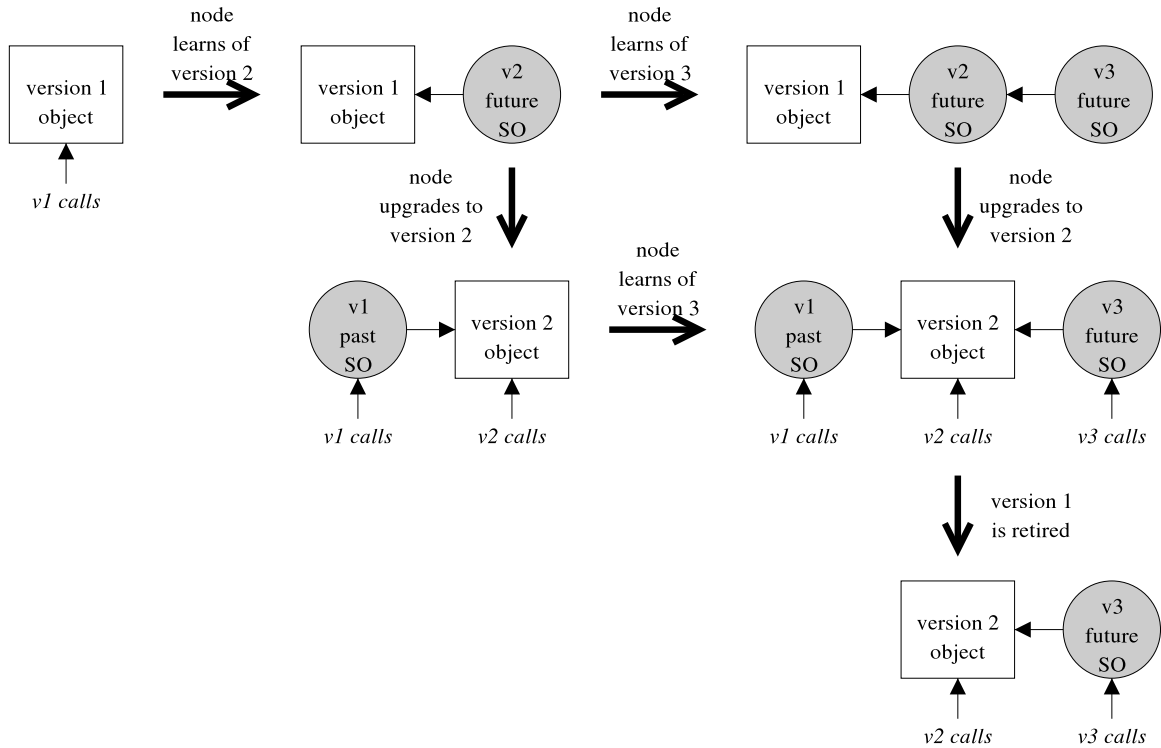 node
learns of
version 2
node
learns of
version 3
version 1
object
v1 calls
version 1
object
v2
future
SO
version 1
object
v2
future
SO
v3
future
SO
node
upgrades to
version 2
node
upgrades to
version 2
node
learns of
version 3
v1
past
SO
v1 calls
version 2
object
v2 calls
v1
past
SO
v1 calls
version 2
object
v2 calls
v3
future
SO
v3 calls
version 1
is retired
version 2
object
v2 calls
v3
future
SO
v3 calls